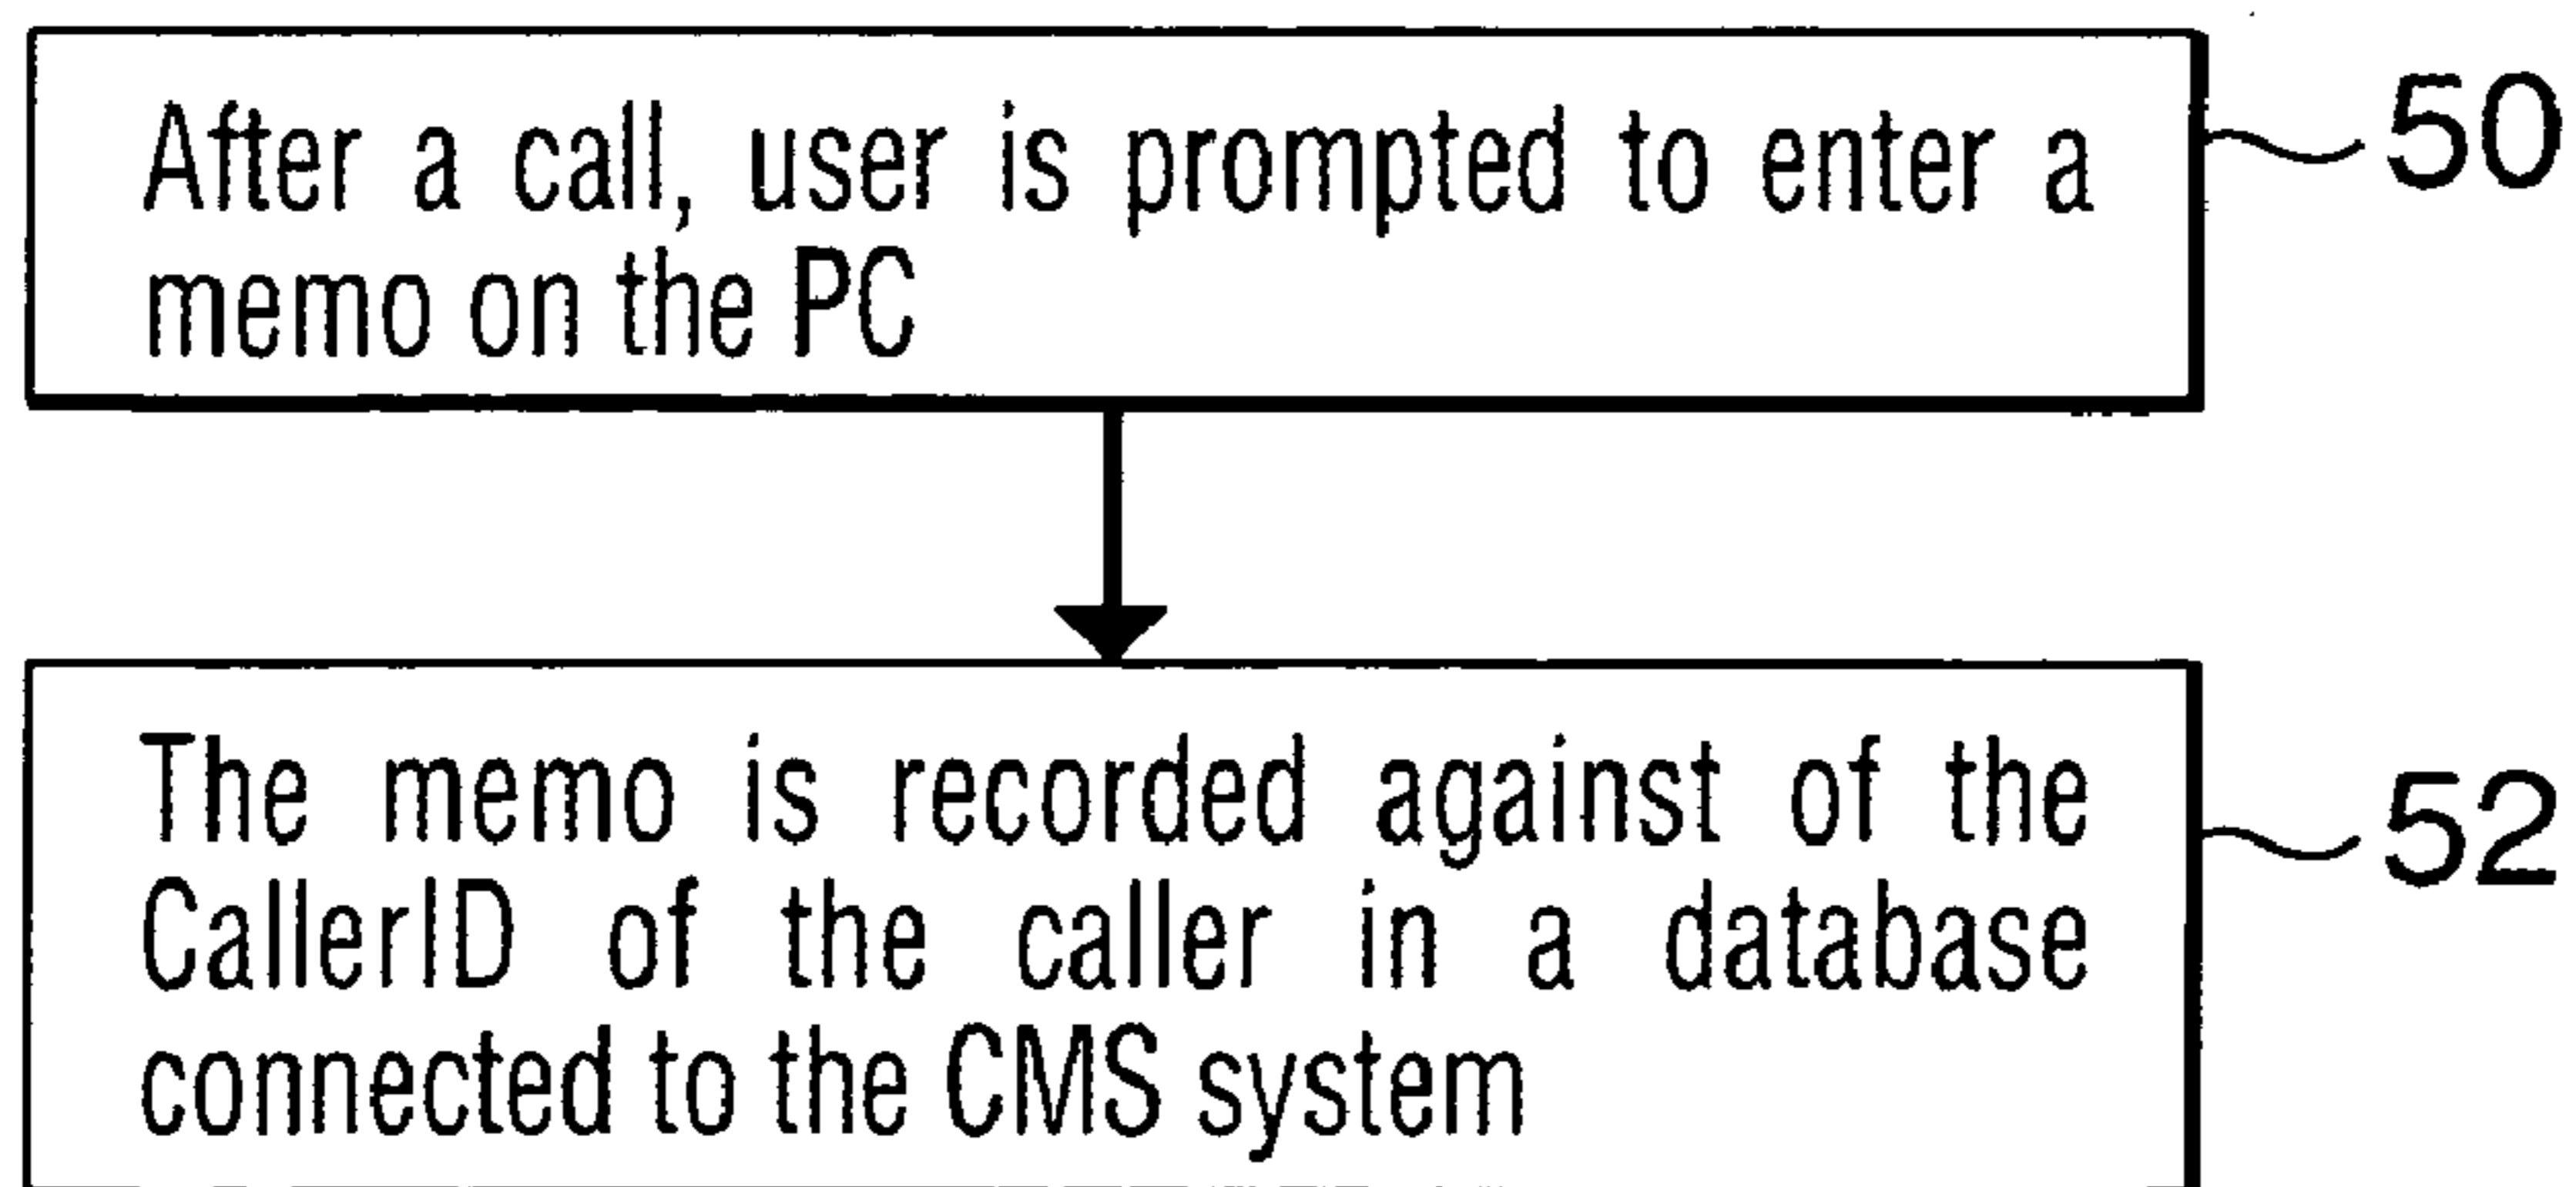 After a call, user is prompted to enter a
memo on the PC
50
The memo is recorded against of the
CallerID of the caller in a database
connected to the CMS system
52